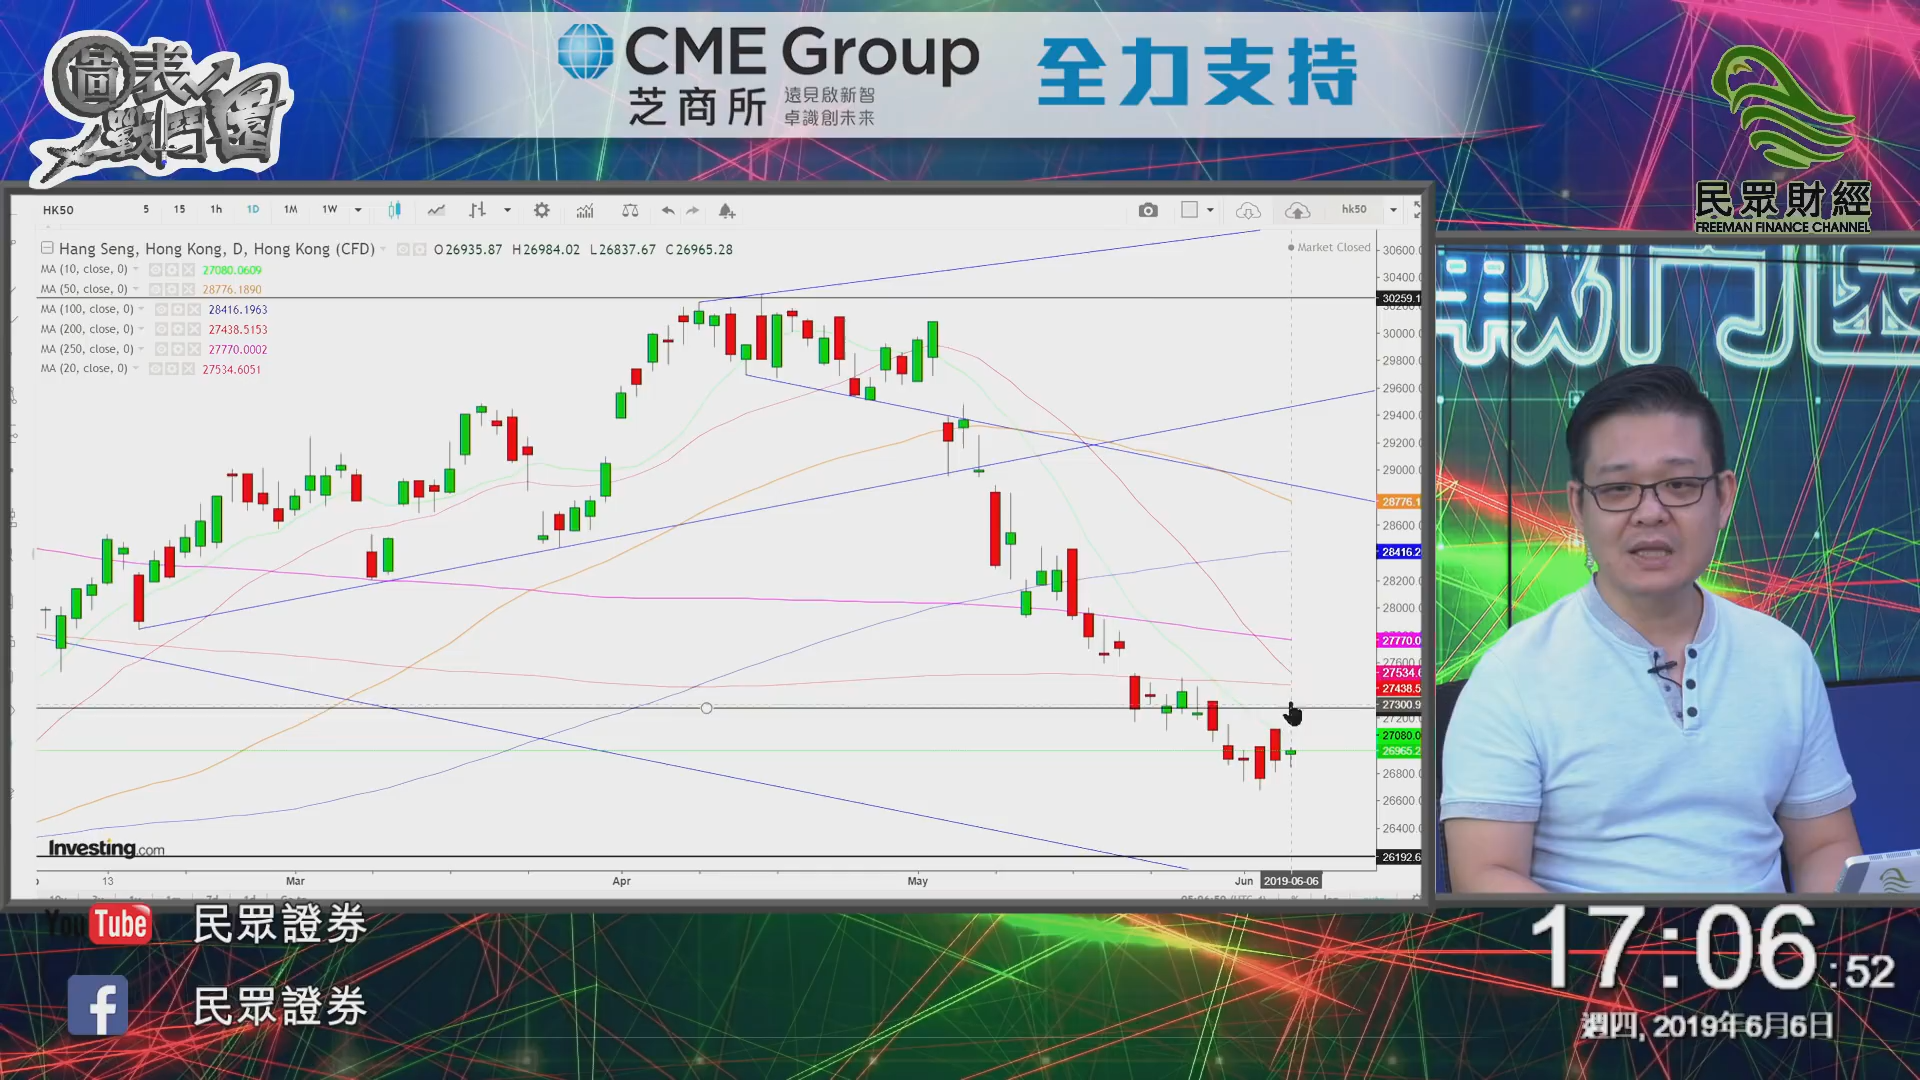 圖表
戰鬥圈
CME Group
芝商所
遠見啟新智
卓識創未来
全力支持
民眾財經
FREEMAN FINANCE CHANNEL
HK50 5 15 1h 1D 1M 1W hk50
Hang Seng, Hong Kong, D, Hong Kong (CFD) O26935.87 H26984.02 L26837.67 C26965.28
Market Closed
MA (10, close, 0) 27080.0609
MA (50, close, 0) 28776.1890
MA (100, close, 0) 28416.1963
MA (200, close, 0) 27438.5153
MA (250, close, 0) 27770.0002
MA (20, close, 0) 27534.6051
30600
30400
30259.1
30000
29800
29600
29400
29200
29000
28776.1
28600
28416.2
28200
28000
27770.0
27600
27534.6
27438.5
27300.9
27200
27080.0
26965.2
26800
26600
26400
26192.6
Investing.com
13 Mar Apr May Jun 2019-06-06
YouTube 民眾證券
f 民眾證券
17:06:52
週四, 2019年6月6日